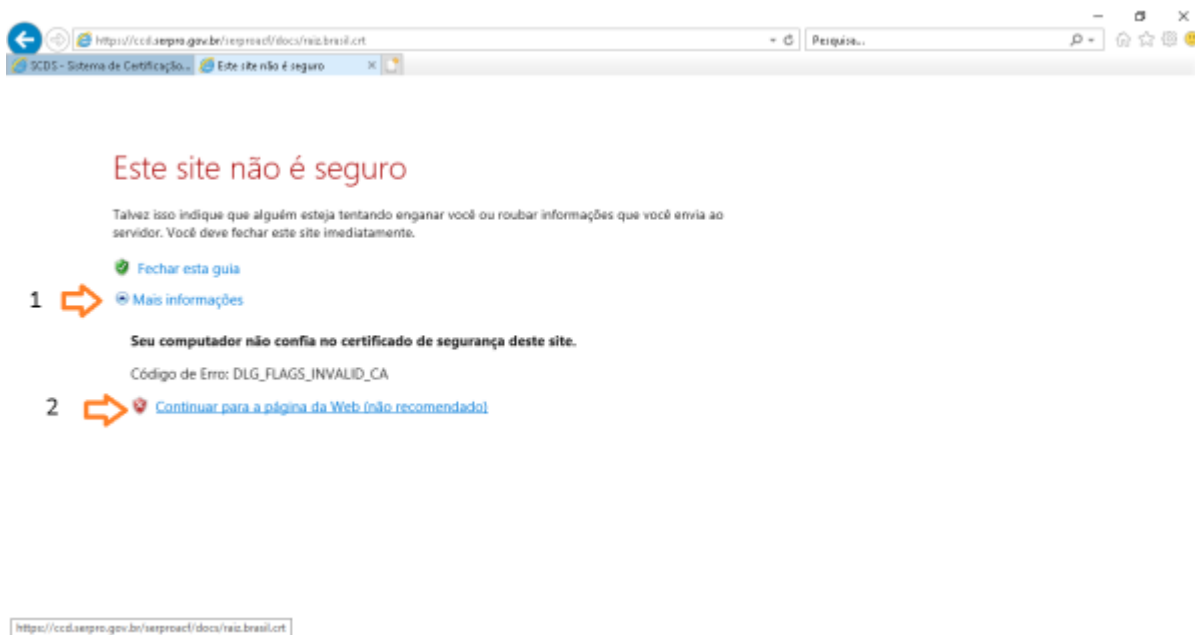 https://ccd.serpro.gov.br/serproacf/docs/raiz.brasil.crt
Pesquisa...
SCDS - Sistema de Certificação...
Este site não é seguro
Este site não é seguro
Talvez isso indique que alguém esteja tentando enganar você ou roubar informações que você envia ao
servidor. Você deve fechar este site imediatamente.
Fechar esta guia
1
Mais informações
Seu computador não confia no certificado de segurança deste site.
Código de Erro: DLG_FLAGS_INVALID_CA
2
Continuar para a página da Web (não recomendado)
https://ccd.serpro.gov.br/serproacf/docs/raiz.brasil.crt